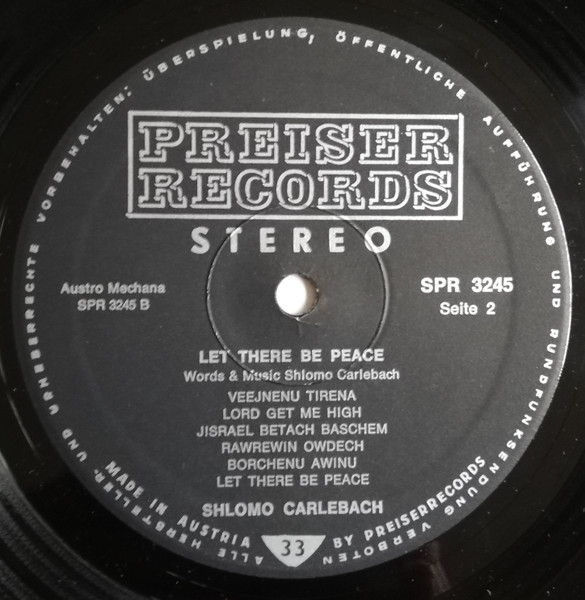 ALLE HERSTELLER- UND URHEBERRECHTE VORBEHALTEN; ÜBERSPIELUNG, ÖFFENTLICHE AUFFÜHRUNG UND RUNDFUNKSENDUNG VERBOTEN
PREISER
RECORDS
STEREO
Austro Mechana
SPR 3245 B
SPR 3245
Seite 2
LET THERE BE PEACE
Words & Music Shlomo Carlebach
VEEJNENU TIRENA
LORD GET ME HIGH
JISRAEL BETACH BASCHEM
RAWREWIN OWDECH
BORCHENU AWINU
LET THERE BE PEACE
SHLOMO CARLEBACH
MADE IN AUSTRIA
33
BY PREISERRECORDS